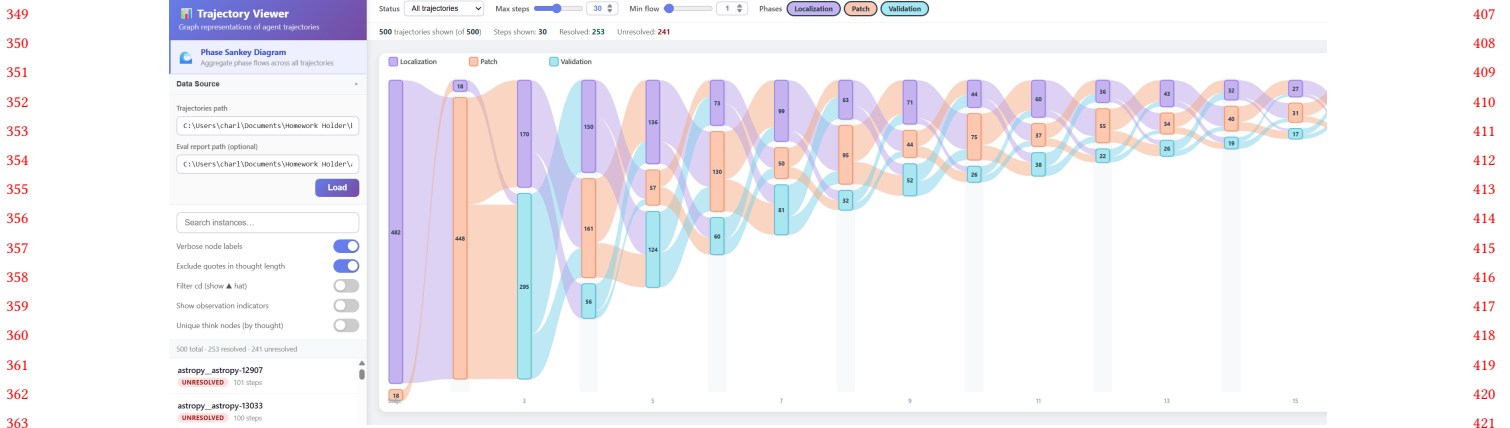 349
350
351
352
353
354
355
356
357
358
359
360
361
362
363
📊 Trajectory Viewer
Graph representations of agent trajectories
Phase Sankey Diagram
Aggregate phase flows across all trajectories
Data Source
Trajectories path
C:\Users\charl\Documents\Homework Holder\l
Eval report path (optional)
C:\Users\charl\Documents\Homework Holder\
Load
Search instances...
Verbose node labels
Exclude quotes in thought length
Filter cd (show ▲ hat)
Show observation indicators
Unique think nodes (by thought)
500 total · 253 resolved · 241 unresolved
astropy__astropy-12907
UNRESOLVED 101 steps
astropy__astropy-13033
UNRESOLVED 100 steps
Status All trajectories Max steps 30 Min flow 1 Phases Localization Patch Validation
500 trajectories shown (of 500) Steps shown: 30 Resolved: 253 Unresolved: 241
Localization Patch Validation
482
18
18
448
170
295
150
161
56
136
57
124
73
130
60
99
50
81
63
95
32
71
44
52
44
75
26
60
37
38
36
55
22
43
34
26
32
40
19
27
31
17
3 5 7 9 11 13 15
407
408
409
410
411
412
413
414
415
416
417
418
419
420
421